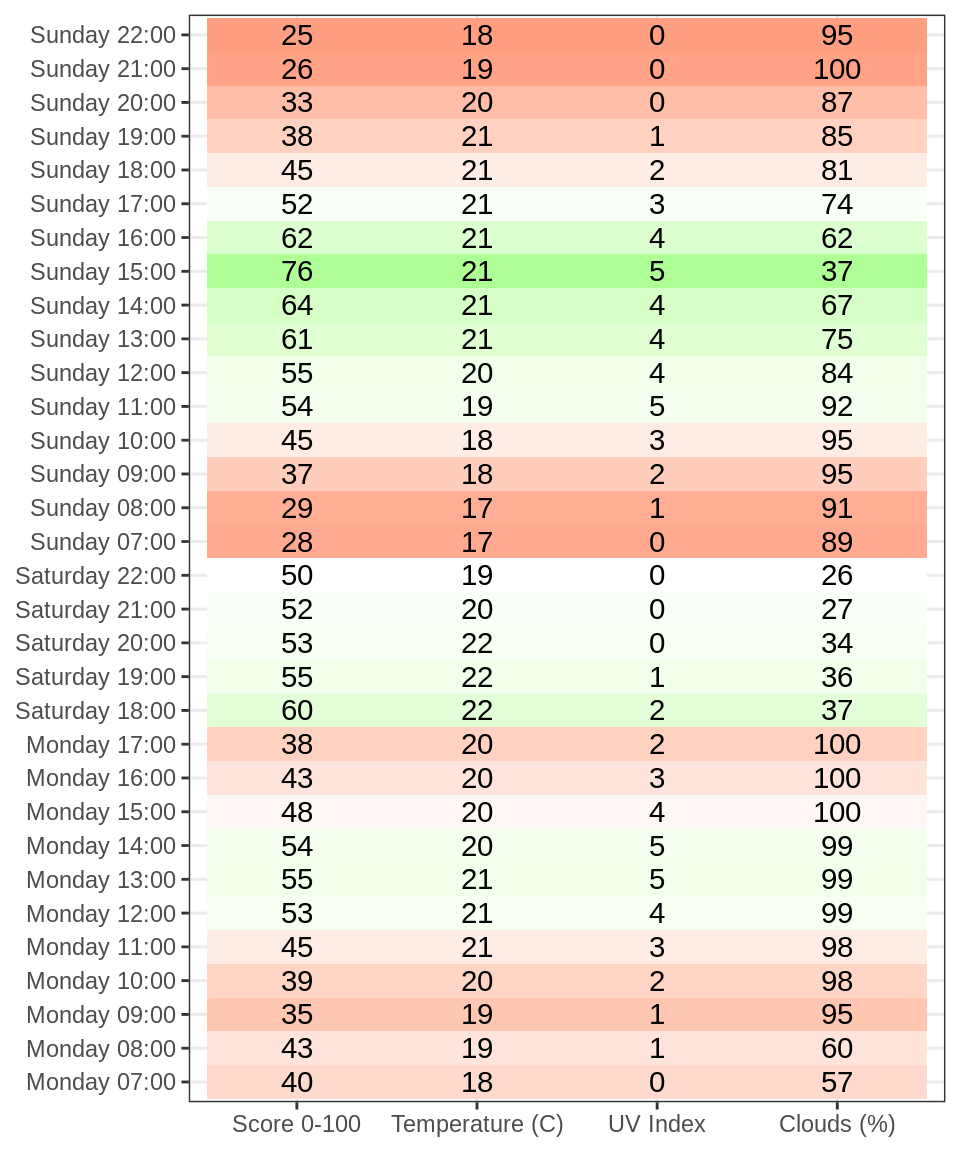 Sunday 22:00 25 18 0 95
Sunday 21:00 26 19 0 100
Sunday 20:00 33 20 0 87
Sunday 19:00 38 21 1 85
Sunday 18:00 45 21 2 81
Sunday 17:00 52 21 3 74
Sunday 16:00 62 21 4 62
Sunday 15:00 76 21 5 37
Sunday 14:00 64 21 4 67
Sunday 13:00 61 21 4 75
Sunday 12:00 55 20 4 84
Sunday 11:00 54 19 5 92
Sunday 10:00 45 18 3 95
Sunday 09:00 37 18 2 95
Sunday 08:00 29 17 1 91
Sunday 07:00 28 17 0 89
Saturday 22:00 50 19 0 26
Saturday 21:00 52 20 0 27
Saturday 20:00 53 22 0 34
Saturday 19:00 55 22 1 36
Saturday 18:00 60 22 2 37
Monday 17:00 38 20 2 100
Monday 16:00 43 20 3 100
Monday 15:00 48 20 4 100
Monday 14:00 54 20 5 99
Monday 13:00 55 21 5 99
Monday 12:00 53 21 4 99
Monday 11:00 45 21 3 98
Monday 10:00 39 20 2 98
Monday 09:00 35 19 1 95
Monday 08:00 43 19 1 60
Monday 07:00 40 18 0 57
Score 0-100 Temperature (C) UV Index Clouds (%)